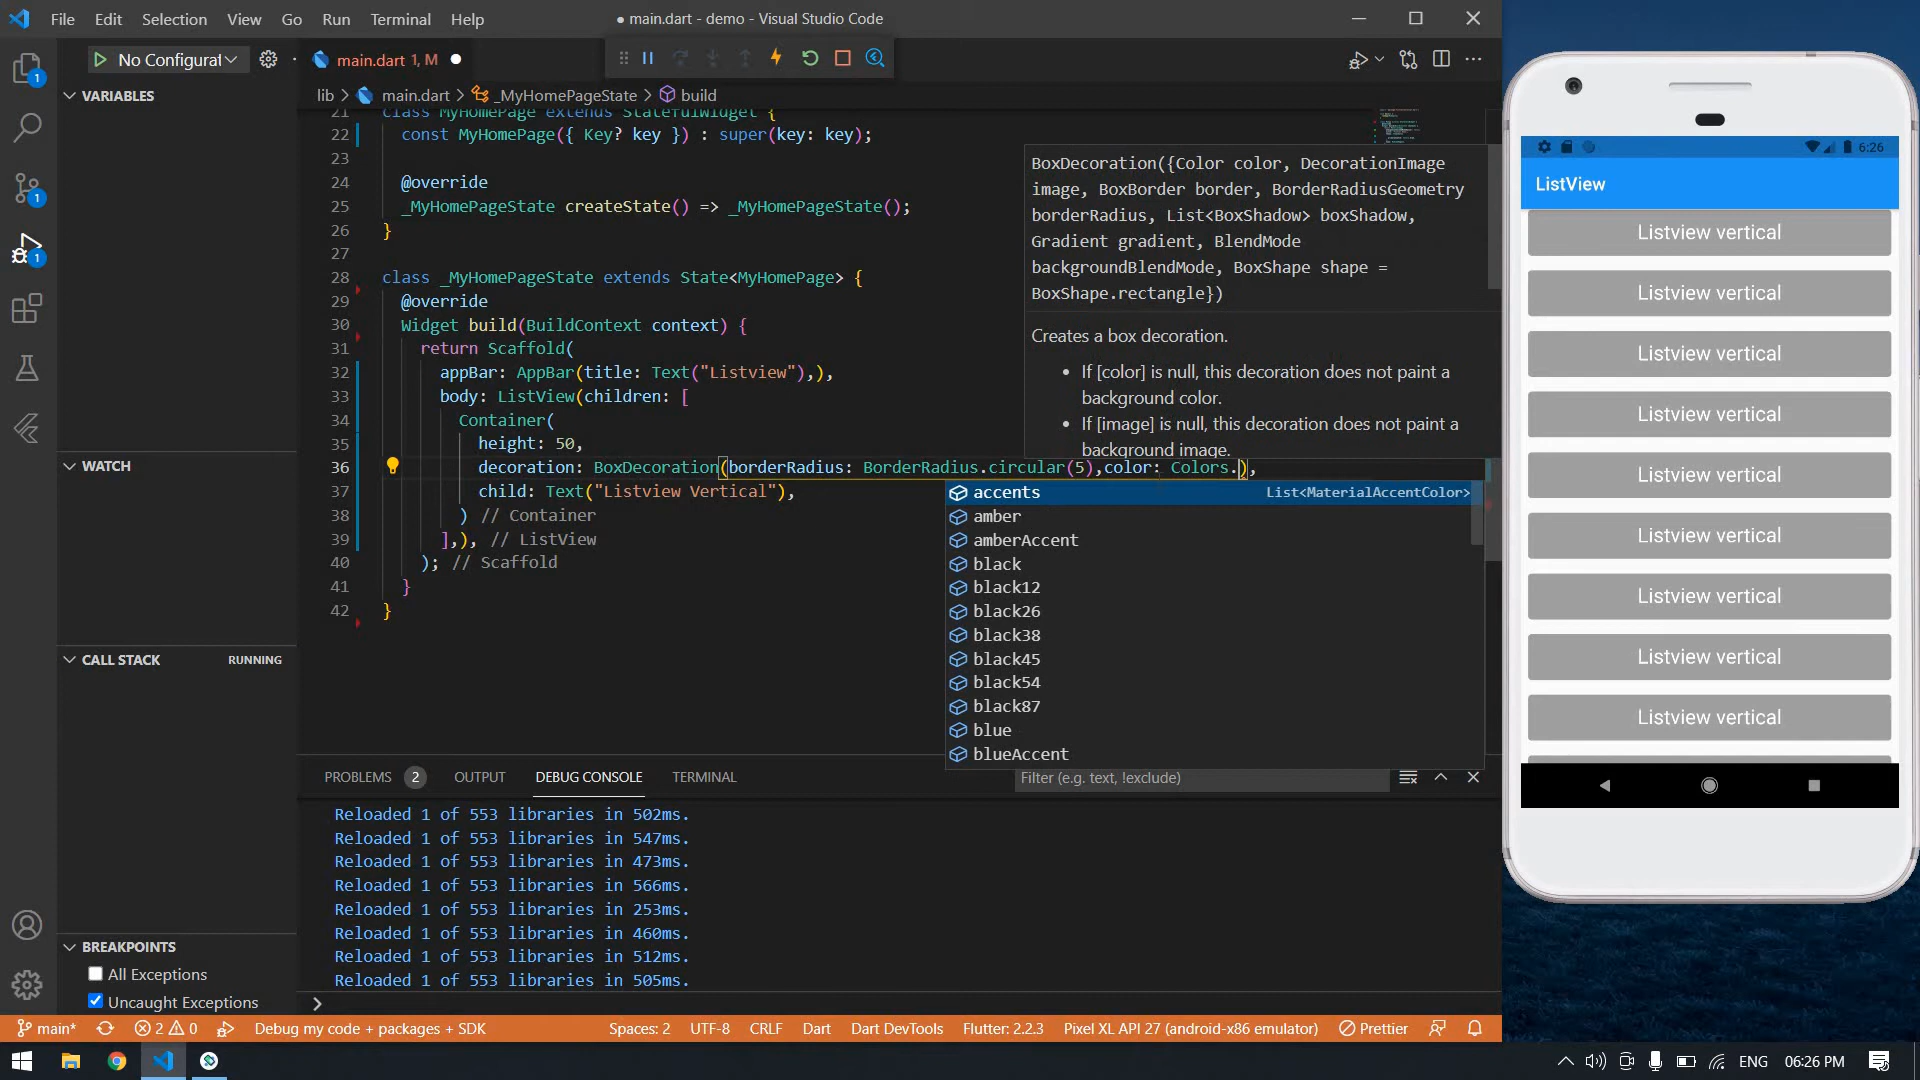 File Edit Selection View Go Run Terminal Help
● main.dart - demo - Visual Studio Code
No Configurat
main.dart 1, M
VARIABLES
lib > main.dart > _MyHomePageState > build
21 class MyHomePage extends StatefulWidget {
22 const MyHomePage({ Key? key }) : super(key: key);
23
24 @override
25 _MyHomePageState createState() => _MyHomePageState();
26 }
27
28 class _MyHomePageState extends State<MyHomePage> {
29 @override
30 Widget build(BuildContext context) {
31 return Scaffold(
32 appBar: AppBar(title: Text("Listview"),),
33 body: ListView(children: [
34 Container(
35 height: 50,
36 decoration: BoxDecoration(borderRadius: BorderRadius.circular(5),color: Colors.),
37 child: Text("Listview Vertical"),
38 ) // Container
39 ],), // ListView
40 ); // Scaffold
41 }
42 }
BoxDecoration({Color color, DecorationImage
image, BoxBorder border, BorderRadiusGeometry
borderRadius, List<BoxShadow> boxShadow,
Gradient gradient, BlendMode
backgroundBlendMode, BoxShape shape =
BoxShape.rectangle})
Creates a box decoration.
• If [color] is null, this decoration does not paint a
background color.
• If [image] is null, this decoration does not paint a
background image.
accents List<MaterialAccentColor>
amber
amberAccent
black
black12
black26
black38
black45
black54
black87
blue
blueAccent
WATCH
CALL STACK RUNNING
BREAKPOINTS
All Exceptions
Uncaught Exceptions
PROBLEMS 2 OUTPUT DEBUG CONSOLE TERMINAL
Filter (e.g. text, !exclude)
Reloaded 1 of 553 libraries in 502ms.
Reloaded 1 of 553 libraries in 547ms.
Reloaded 1 of 553 libraries in 473ms.
Reloaded 1 of 553 libraries in 566ms.
Reloaded 1 of 553 libraries in 253ms.
Reloaded 1 of 553 libraries in 460ms.
Reloaded 1 of 553 libraries in 512ms.
Reloaded 1 of 553 libraries in 505ms.
main* 2 0 Debug my code + packages + SDK Spaces: 2 UTF-8 CRLF Dart Dart DevTools Flutter: 2.2.3 Pixel XL API 27 (android-x86 emulator) Prettier
1
1
1
6:26
ListView
Listview vertical
Listview vertical
Listview vertical
Listview vertical
Listview vertical
Listview vertical
Listview vertical
Listview vertical
Listview vertical
ENG 06:26 PM